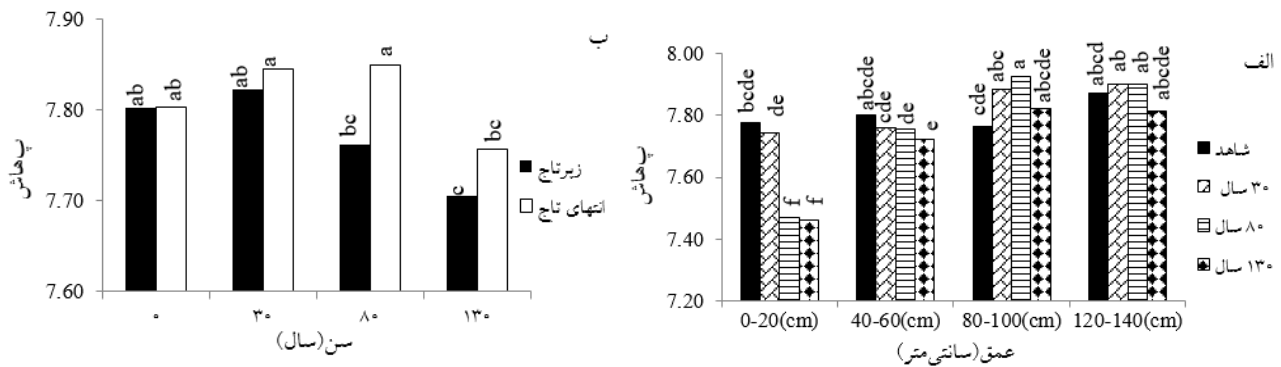 ب
7.90
7.80
7.70
7.60
پ‌هاش
ab
ab
ab
a
bc
a
c
bc
۰
۳۰
۸۰
۱۳۰
سن(سال)
زیرتاج
انتهای تاج
الف
8.00
7.80
7.60
7.40
7.20
پ‌هاش
bcde
de
f
f
abcde
cde
de
e
cde
abc
a
abcde
abcd
ab
ab
abcde
0-20(cm)
40-60(cm)
80-100(cm)
120-140(cm)
عمق(سانتی‌متر)
شاهد
۳۰ سال
۸۰ سال
۱۳۰ سال